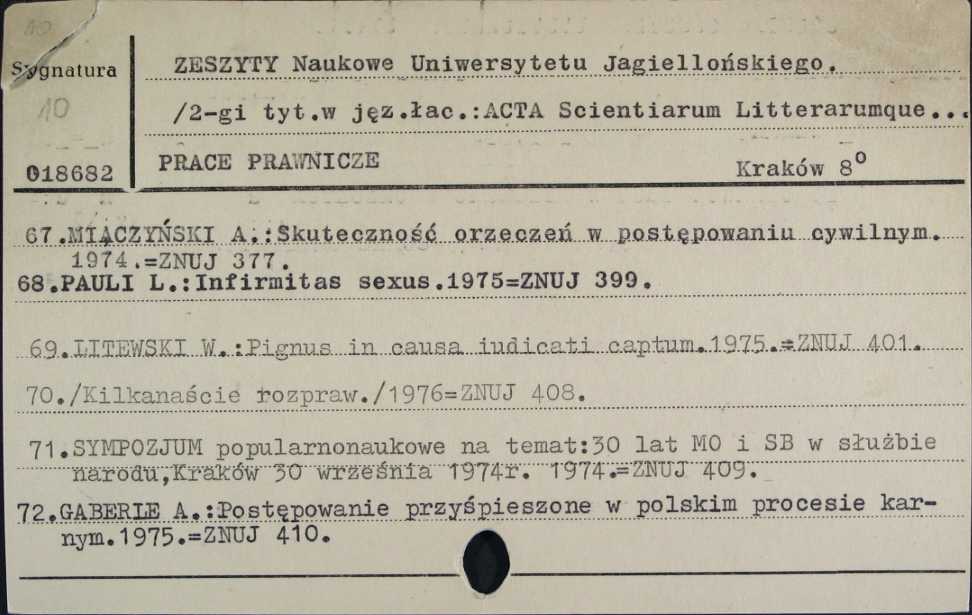 10
Sygnatura
10
018682
ZESZYTY Naukowe Uniwersytetu Jagiellońskiego.
/2-gi tyt.w jęz.łac.:ACTA Scientiarum Litterarumque...
PRACE PRAWNICZE
Kraków 8º
67.MIĄCZYŃSKI A.:Skuteczność orzeczeń w postępowaniu cywilnym.
1974.=ZNUJ 377.
68.PAULI L.:Infirmitas sexus.1975=ZNUJ 399.
69.LITEWSKI W.:Pignus in causa iudicati captum.1975.=ZNUJ 401.
70./Kilkanaście rozpraw./1976=ZNUJ 408.
71.SYMPOZJUM popularnonaukowe na temat:30 lat MO i SB w służbie
narodu,Kraków 30 września 1974r. 1974.=ZNUJ 409.
72.GABERLE A.:Postępowanie przyśpieszone w polskim procesie kar-
nym.1975.=ZNUJ 410.